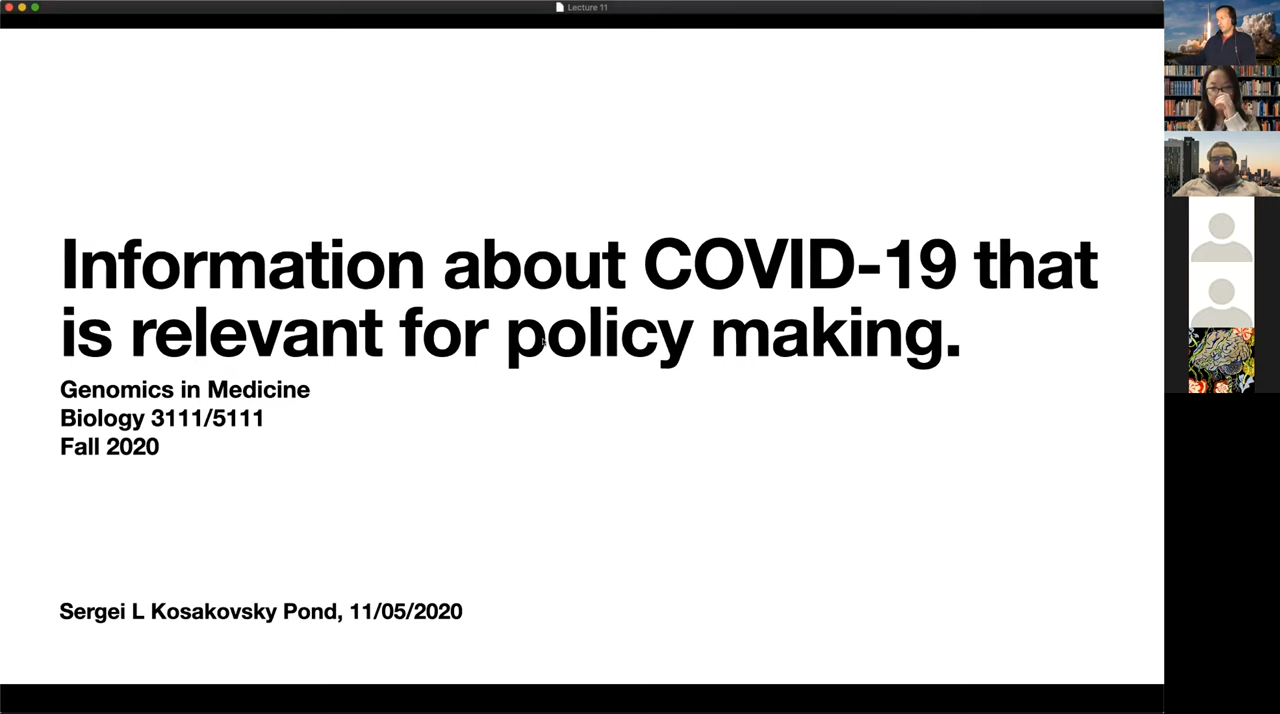 Lecture 11
Information about COVID-19 that
is relevant for policy making.
Genomics in Medicine
Biology 3111/5111
Fall 2020
Sergei L Kosakovsky Pond, 11/05/2020